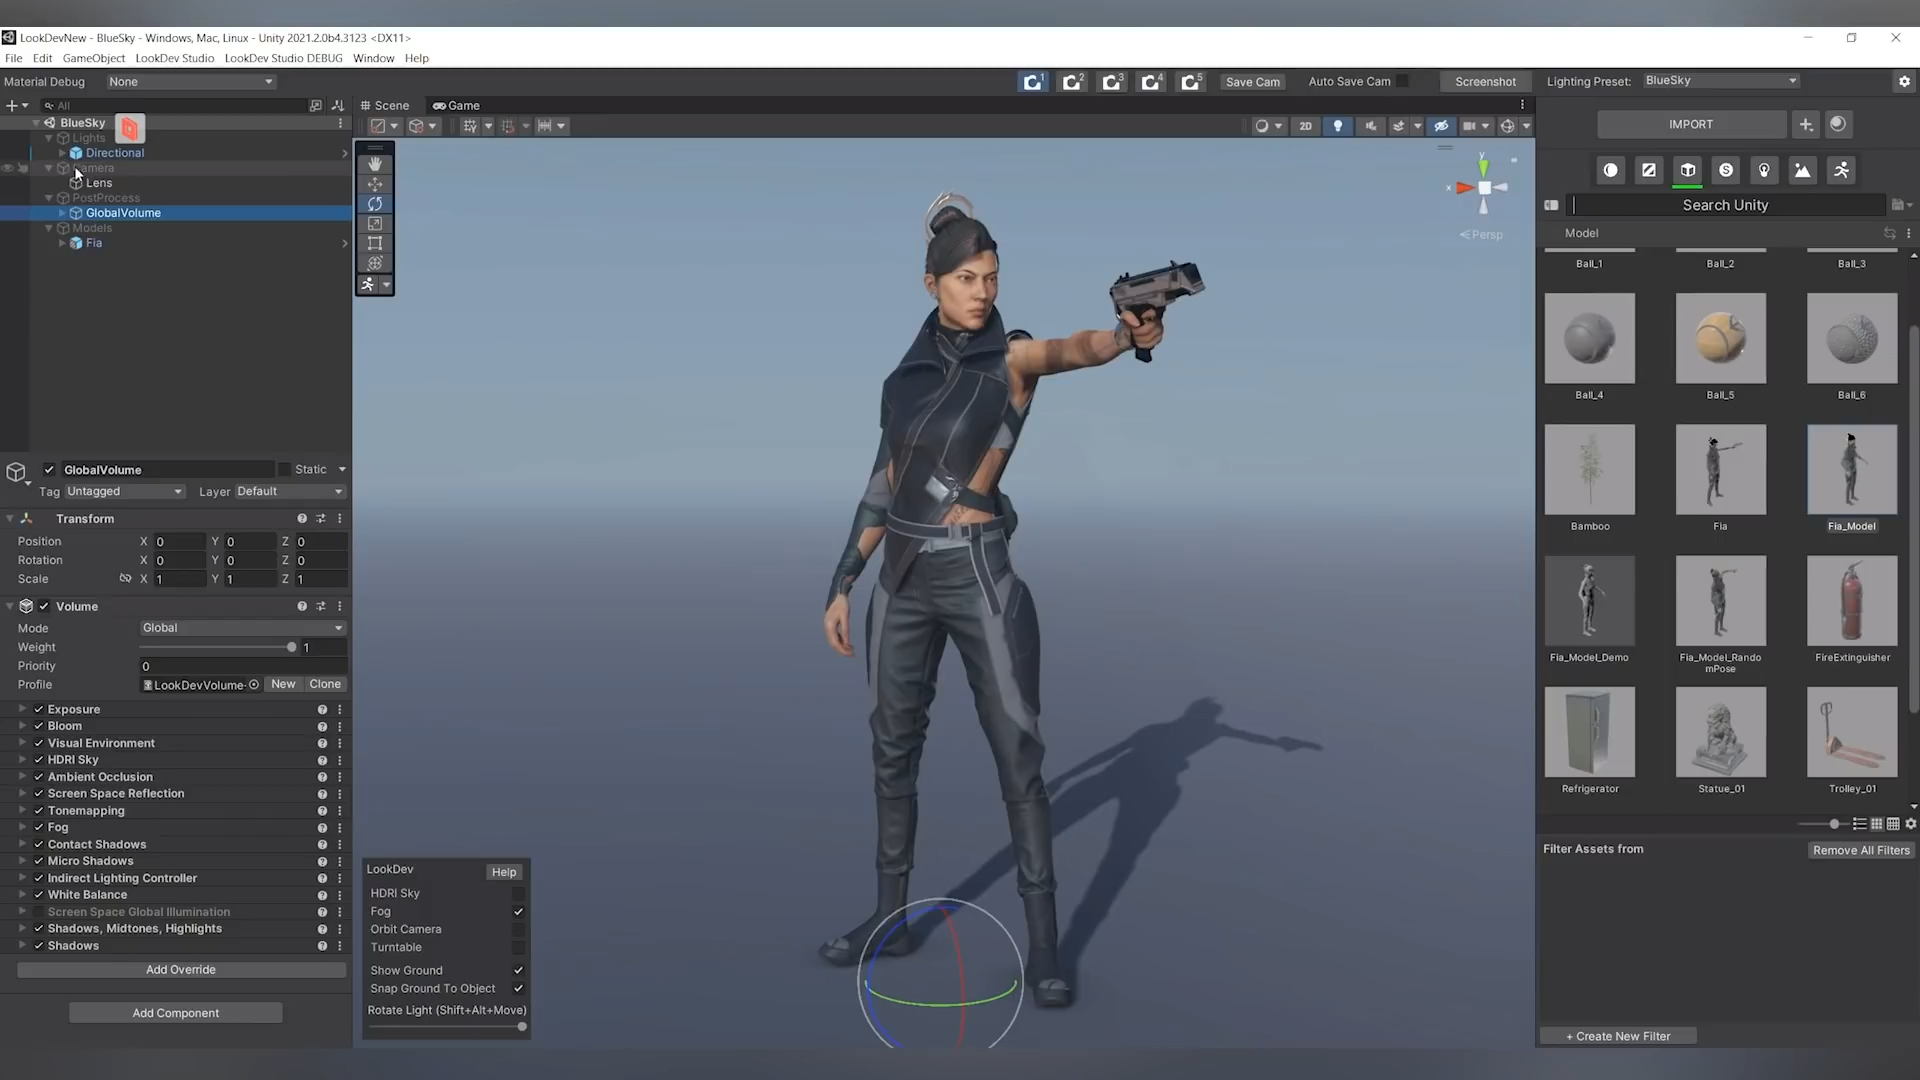 LookDevNew - BlueSky - Windows, Mac, Linux - Unity 2021.2.0b4.3123 <DX11>
File Edit GameObject LookDev Studio LookDev Studio DEBUG Window Help
Material Debug None
1 2 3 4 5 Save Cam Auto Save Cam Screenshot Lighting Preset: BlueSky
All
Scene Game
BlueSky
Lights
Directional
Camera
Lens
PostProcess
GlobalVolume
Models
Fia
2D
y
x
Persp
IMPORT
S
Search Unity
Model
Ball_1 Ball_2 Ball_3
Ball_4 Ball_5 Ball_6
Bamboo Fia Fia_Model
Fia_Model_Demo Fia_Model_Rando
mPose FireExtinguisher
Refrigerator Statue_01 Trolley_01
Filter Assets from Remove All Filters
+ Create New Filter
GlobalVolume Static
Tag Untagged Layer Default
Transform
Position X 0 Y 0 Z 0
Rotation X 0 Y 0 Z 0
Scale X 1 Y 1 Z 1
Volume
Mode Global
Weight 1
Priority 0
Profile LookDevVolume- New Clone
Exposure
Bloom
Visual Environment
HDRI Sky
Ambient Occlusion
Screen Space Reflection
Tonemapping
Fog
Contact Shadows
Micro Shadows
Indirect Lighting Controller
White Balance
Screen Space Global Illumination
Shadows, Midtones, Highlights
Shadows
Add Override
Add Component
LookDev Help
HDRI Sky
Fog
Orbit Camera
Turntable
Show Ground
Snap Ground To Object
Rotate Light (Shift+Alt+Move)